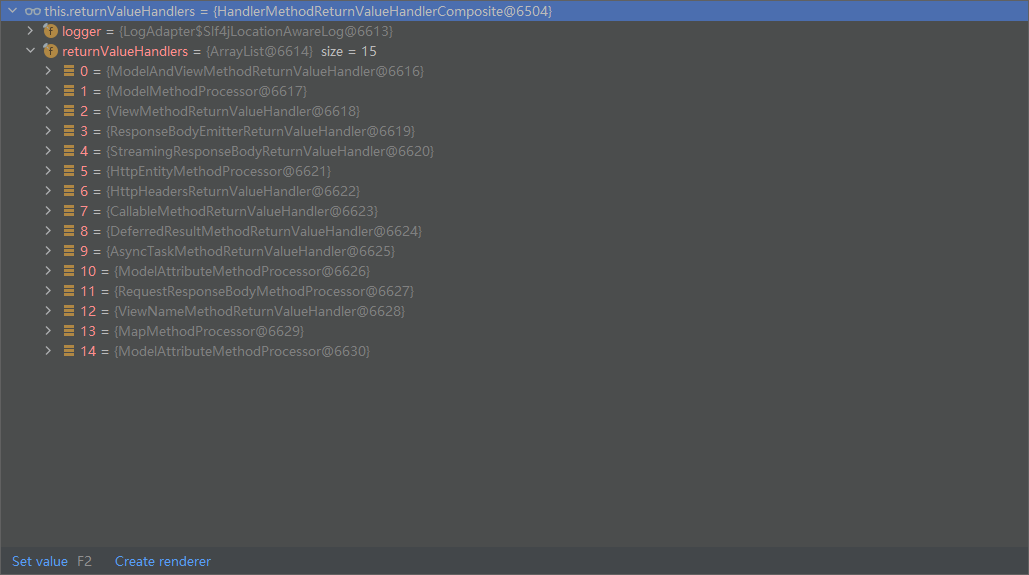 this.returnValueHandlers = {HandlerMethodReturnValueHandlerComposite@6504}
logger = {LogAdapter$Slf4jLocationAwareLog@6613}
returnValueHandlers = {ArrayList@6614} size = 15
0 = {ModelAndViewMethodReturnValueHandler@6616}
1 = {ModelMethodProcessor@6617}
2 = {ViewMethodReturnValueHandler@6618}
3 = {ResponseBodyEmitterReturnValueHandler@6619}
4 = {StreamingResponseBodyReturnValueHandler@6620}
5 = {HttpEntityMethodProcessor@6621}
6 = {HttpHeadersReturnValueHandler@6622}
7 = {CallableMethodReturnValueHandler@6623}
8 = {DeferredResultMethodReturnValueHandler@6624}
9 = {AsyncTaskMethodReturnValueHandler@6625}
10 = {ModelAttributeMethodProcessor@6626}
11 = {RequestResponseBodyMethodProcessor@6627}
12 = {ViewNameMethodReturnValueHandler@6628}
13 = {MapMethodProcessor@6629}
14 = {ModelAttributeMethodProcessor@6630}
Set value F2 Create renderer